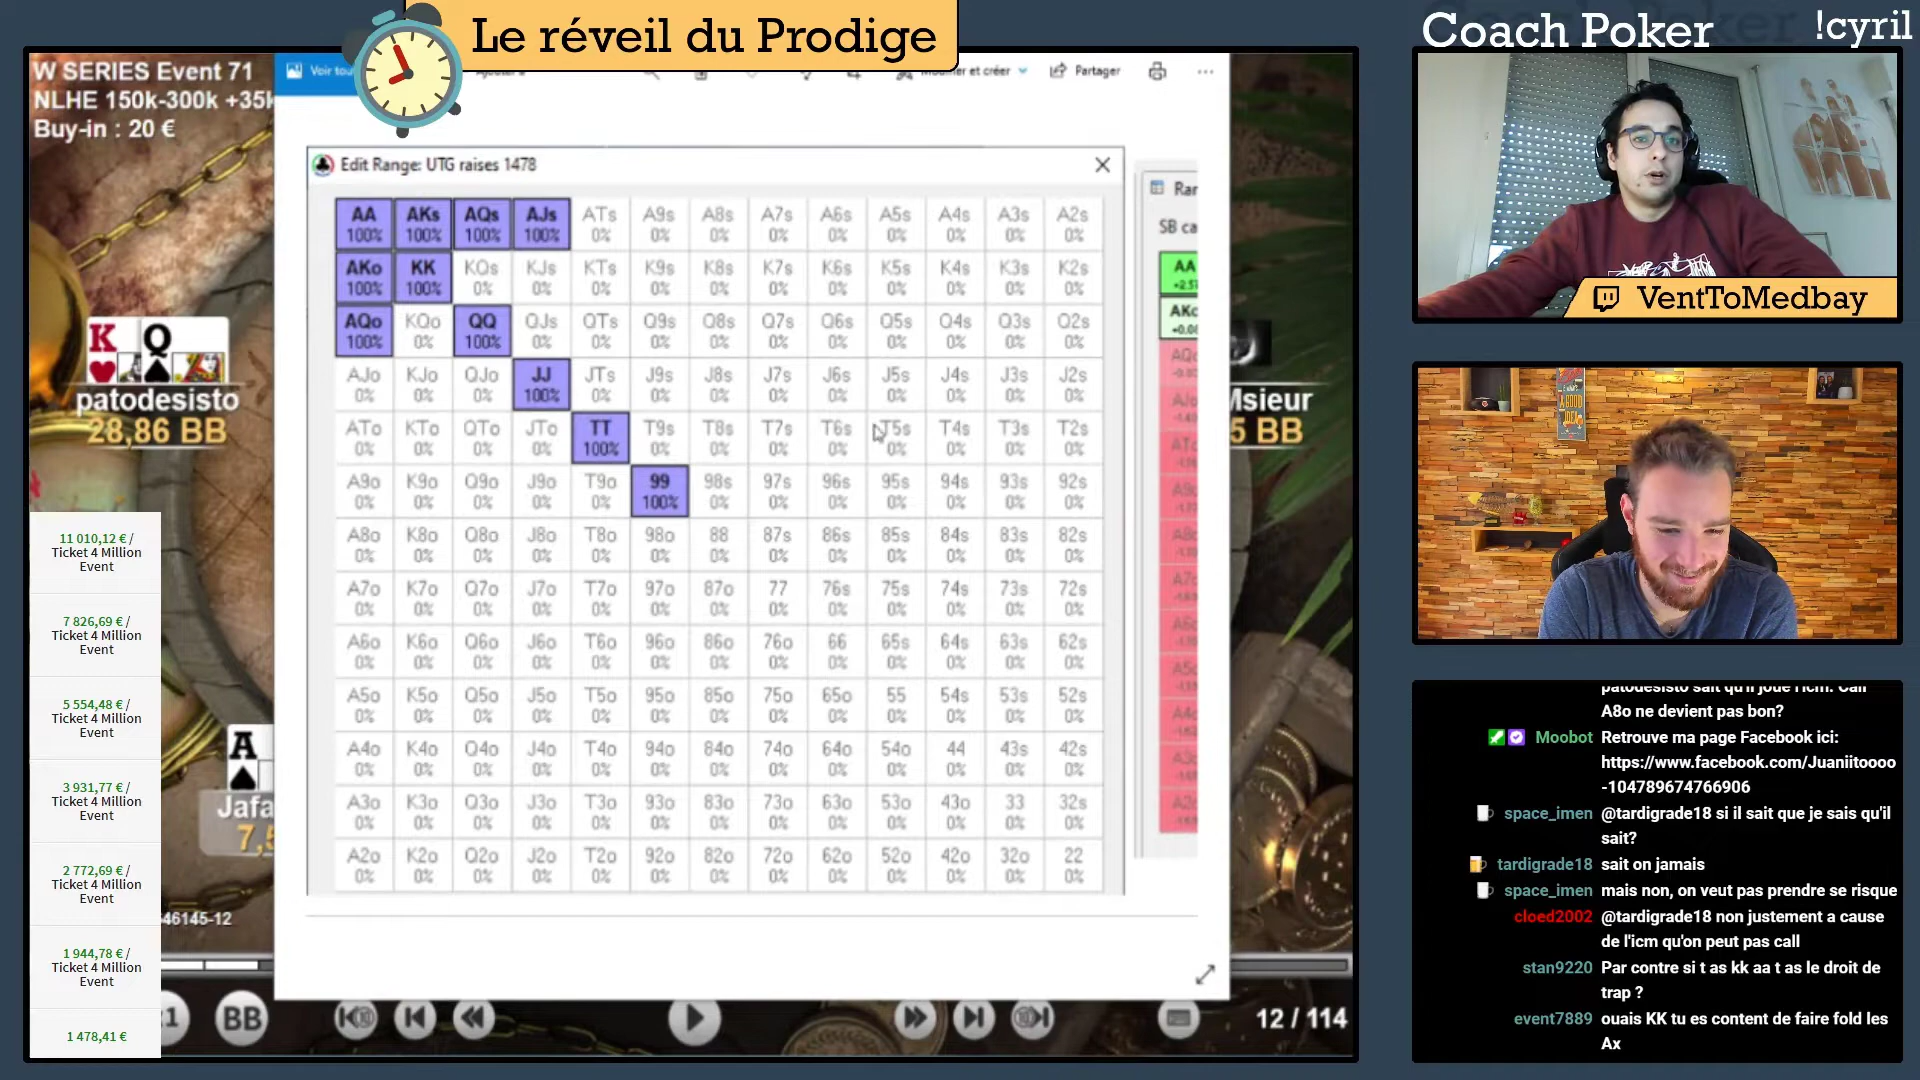 Le réveil du Prodige
Coach Poker
!cyril
W SERIES Event 71
NLHE 150k-300k +35k
Buy-in : 20 €
Partager
Edit Range: UTG raises 1478
AA AKs AQs AJs ATs A9s A8s A7s A6s A5s A4s A3s A2s
100% 100% 100% 100% 0% 0% 0% 0% 0% 0% 0% 0% 0%
AKo KK KQs KJs KTs K9s K8s K7s K6s K5s K4s K3s K2s
100% 100% 0% 0% 0% 0% 0% 0% 0% 0% 0% 0% 0%
AQo KQo QQ QJs QTs Q9s Q8s Q7s Q6s Q5s Q4s Q3s Q2s
100% 0% 100% 0% 0% 0% 0% 0% 0% 0% 0% 0% 0%
AJo KJo QJo JJ JTs J9s J8s J7s J6s J5s J4s J3s J2s
0% 0% 0% 100% 0% 0% 0% 0% 0% 0% 0% 0% 0%
ATo KTo QTo JTo TT T9s T8s T7s T6s T5s T4s T3s T2s
0% 0% 0% 0% 100% 0% 0% 0% 0% 0% 0% 0% 0%
A9o K9o Q9o J9o T9o 99 98s 97s 96s 95s 94s 93s 92s
0% 0% 0% 0% 0% 100% 0% 0% 0% 0% 0% 0% 0%
A8o K8o Q8o J8o T8o 98o 88 87s 86s 85s 84s 83s 82s
0% 0% 0% 0% 0% 0% 0% 0% 0% 0% 0% 0% 0%
A7o K7o Q7o J7o T7o 97o 87o 77 76s 75s 74s 73s 72s
0% 0% 0% 0% 0% 0% 0% 0% 0% 0% 0% 0% 0%
A6o K6o Q6o J6o T6o 96o 86o 76o 66 65s 64s 63s 62s
0% 0% 0% 0% 0% 0% 0% 0% 0% 0% 0% 0% 0%
A5o K5o Q5o J5o T5o 95o 85o 75o 65o 55 54s 53s 52s
0% 0% 0% 0% 0% 0% 0% 0% 0% 0% 0% 0% 0%
A4o K4o Q4o J4o T4o 94o 84o 74o 64o 54o 44 43s 42s
0% 0% 0% 0% 0% 0% 0% 0% 0% 0% 0% 0% 0%
A3o K3o Q3o J3o T3o 93o 83o 73o 63o 53o 43o 33 32s
0% 0% 0% 0% 0% 0% 0% 0% 0% 0% 0% 0% 0%
A2o K2o Q2o J2o T2o 92o 82o 72o 62o 52o 42o 32o 22
0% 0% 0% 0% 0% 0% 0% 0% 0% 0% 0% 0% 0%
SB ca
AA
K Q
patodesisto
28,86 BB
Msieur
5 BB
A
Jafa
46145-12
11 010,12 € /
Ticket 4 Million
Event
7 826,69 € /
Ticket 4 Million
Event
5 554,48 € /
Ticket 4 Million
Event
3 931,77 € /
Ticket 4 Million
Event
2 772,69 € /
Ticket 4 Million
Event
1 944,78 € /
Ticket 4 Million
Event
1 478,41 €
BB
12 / 114
VentToMedbay
patodesisto sait qu'il joue l'icm. Call
A8o ne devient pas bon?
Moobot Retrouve ma page Facebook ici:
https://www.facebook.com/Juaniitoooo
-104789674766906
space_imen @tardigrade18 si il sait que je sais qu'il
sait?
tardigrade18 sait on jamais
space_imen mais non, on veut pas prendre se risque
cloed2002 @tardigrade18 non justement a cause
de l'icm qu'on peut pas call
stan9220 Par contre si t as kk aa t as le droit de
trap ?
event7889 ouais KK tu es content de faire fold les
Ax